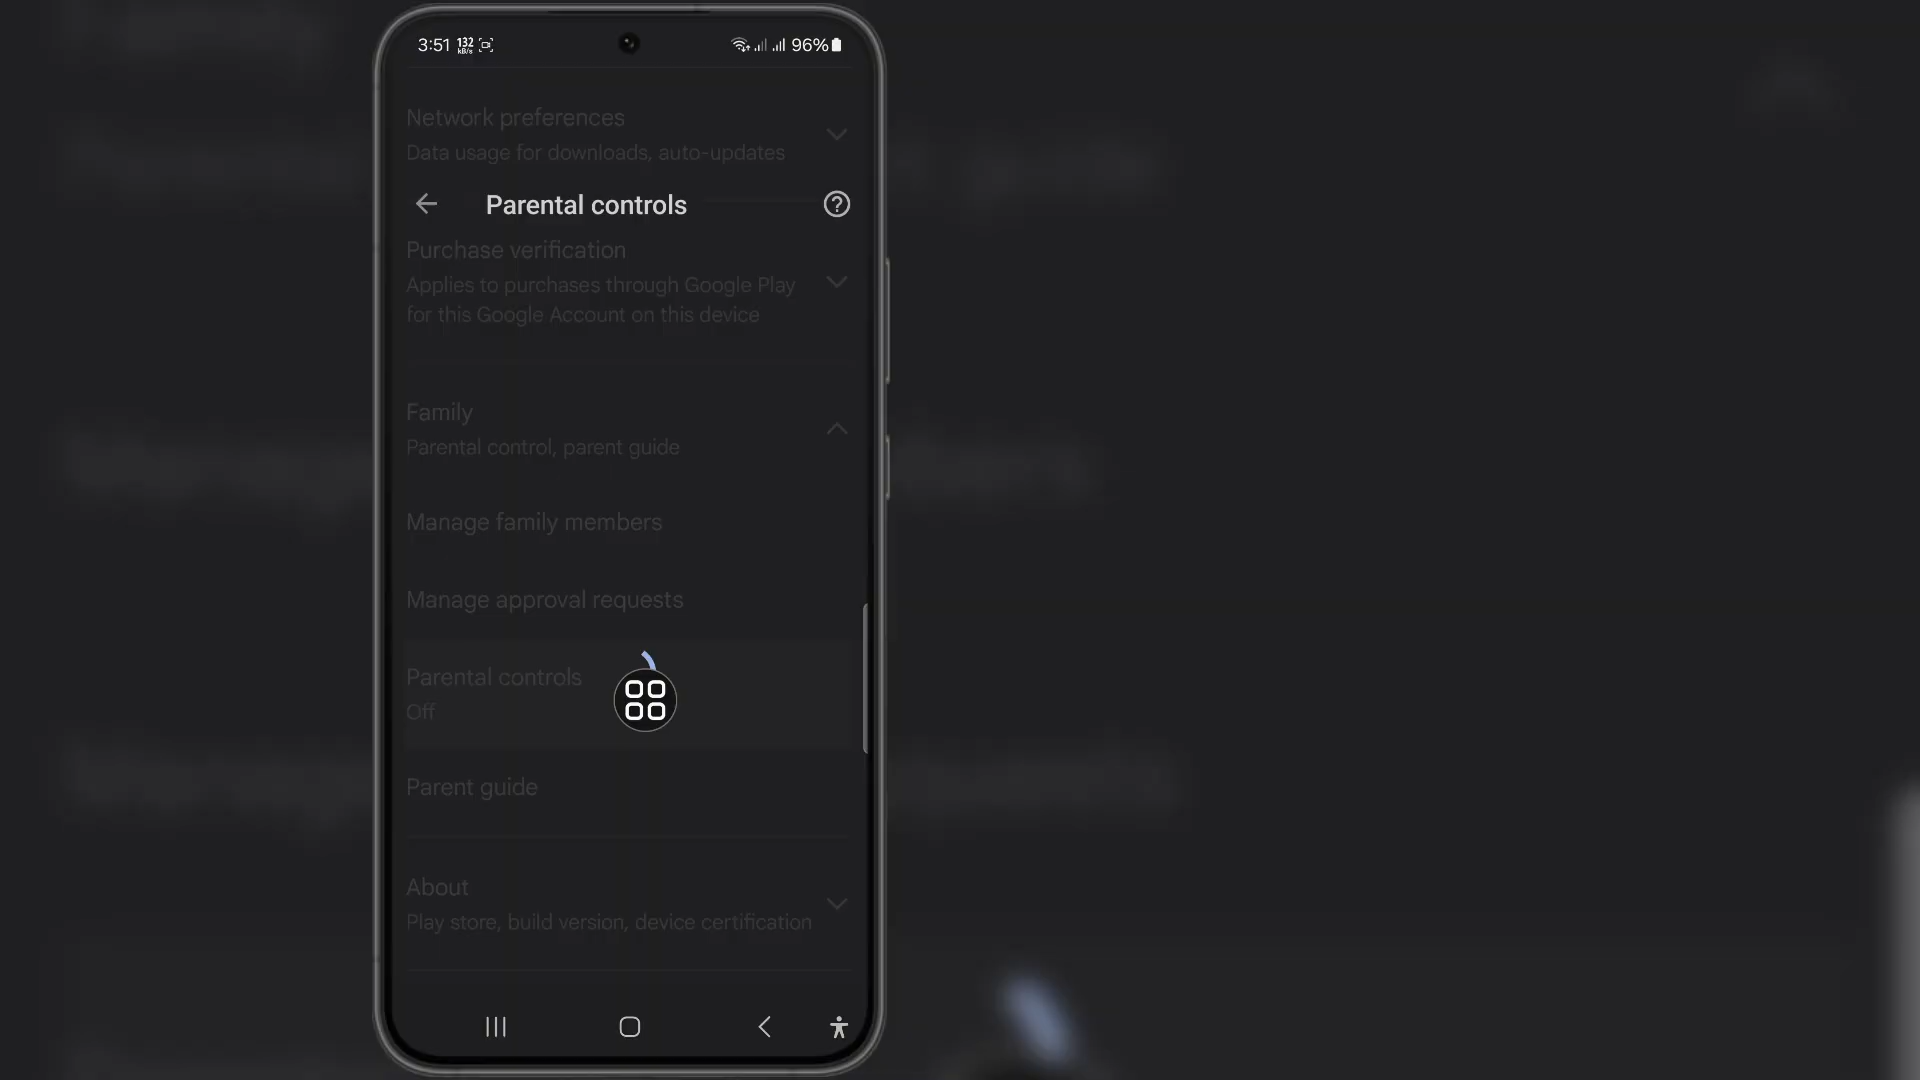 3:51 132 KB/s 96%
Network preferences
Data usage for downloads, auto-updates
Parental controls
Purchase verification
Applies to purchases through Google Play
for this Google Account on this device
Family
Parental control, parent guide
Manage family members
Manage approval requests
Parental controls
Off
Parent guide
About
Play store, build version, device certification